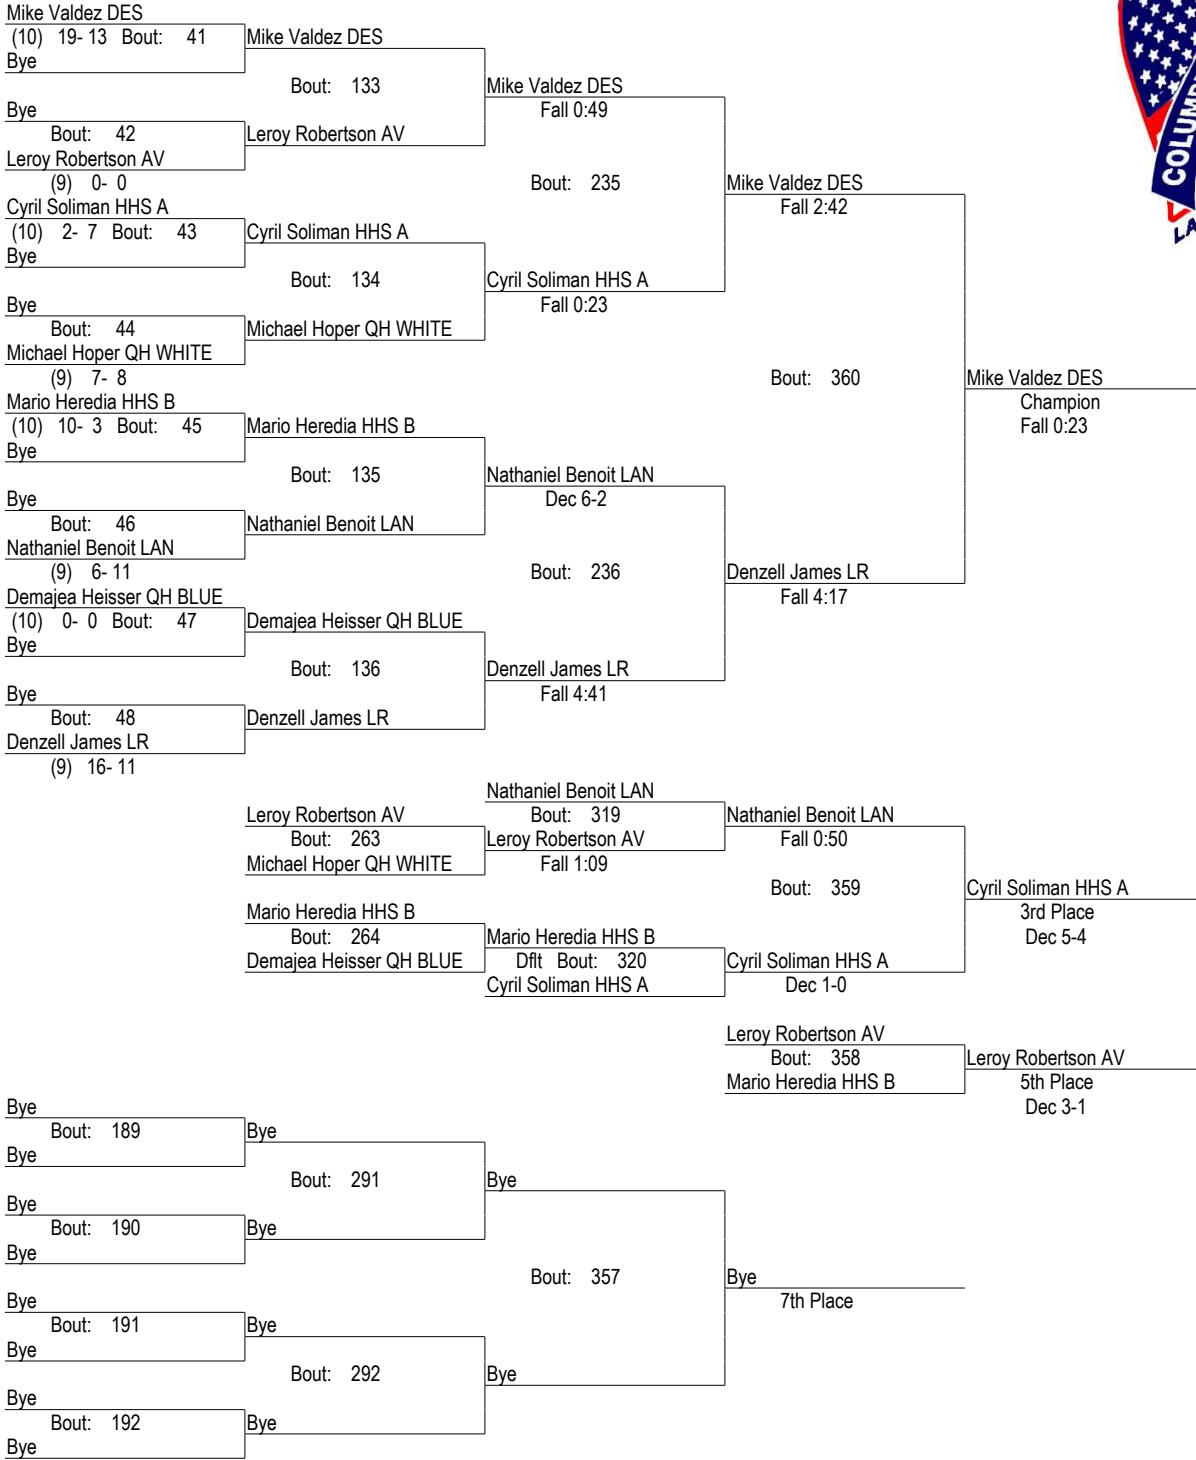 Mike Valdez DES
(10) 19- 13 Bout: 41 Mike Valdez DES
Bye
Bout: 133 Mike Valdez DES
Bye Fall 0:49
Bout: 42 Leroy Robertson AV
Leroy Robertson AV
(9) 0- 0 Bout: 235 Mike Valdez DES
Cyril Soliman HHS A Fall 2:42
(10) 2- 7 Bout: 43 Cyril Soliman HHS A
Bye
Bout: 134 Cyril Soliman HHS A
Bye Fall 0:23
Bout: 44 Michael Hoper QH WHITE
Michael Hoper QH WHITE
(9) 7- 8 Bout: 360 Mike Valdez DES
Mario Heredia HHS B Champion
(10) 10- 3 Bout: 45 Mario Heredia HHS B Fall 0:23
Bye
Bout: 135 Nathaniel Benoit LAN
Bye Dec 6-2
Bout: 46 Nathaniel Benoit LAN
Nathaniel Benoit LAN
(9) 6- 11 Bout: 236 Denzell James LR
Demajea Heisser QH BLUE Fall 4:17
(10) 0- 0 Bout: 47 Demajea Heisser QH BLUE
Bye
Bout: 136 Denzell James LR
Bye Fall 4:41
Bout: 48 Denzell James LR
Denzell James LR
(9) 16- 11
Nathaniel Benoit LAN
Leroy Robertson AV Bout: 319 Nathaniel Benoit LAN
Bout: 263 Leroy Robertson AV Fall 0:50
Michael Hoper QH WHITE Fall 1:09
Bout: 359 Cyril Soliman HHS A
Mario Heredia HHS B 3rd Place
Bout: 264 Mario Heredia HHS B Dec 5-4
Demajea Heisser QH BLUE Dflt Bout: 320 Cyril Soliman HHS A
Cyril Soliman HHS A Dec 1-0
Leroy Robertson AV
Bout: 358 Leroy Robertson AV
Mario Heredia HHS B 5th Place
Bye Dec 3-1
Bout: 189 Bye
Bye
Bout: 291 Bye
Bye
Bout: 190 Bye
Bye
Bout: 357 Bye
Bye 7th Place
Bout: 191 Bye
Bye
Bout: 292 Bye
Bye
Bout: 192 Bye
Bye